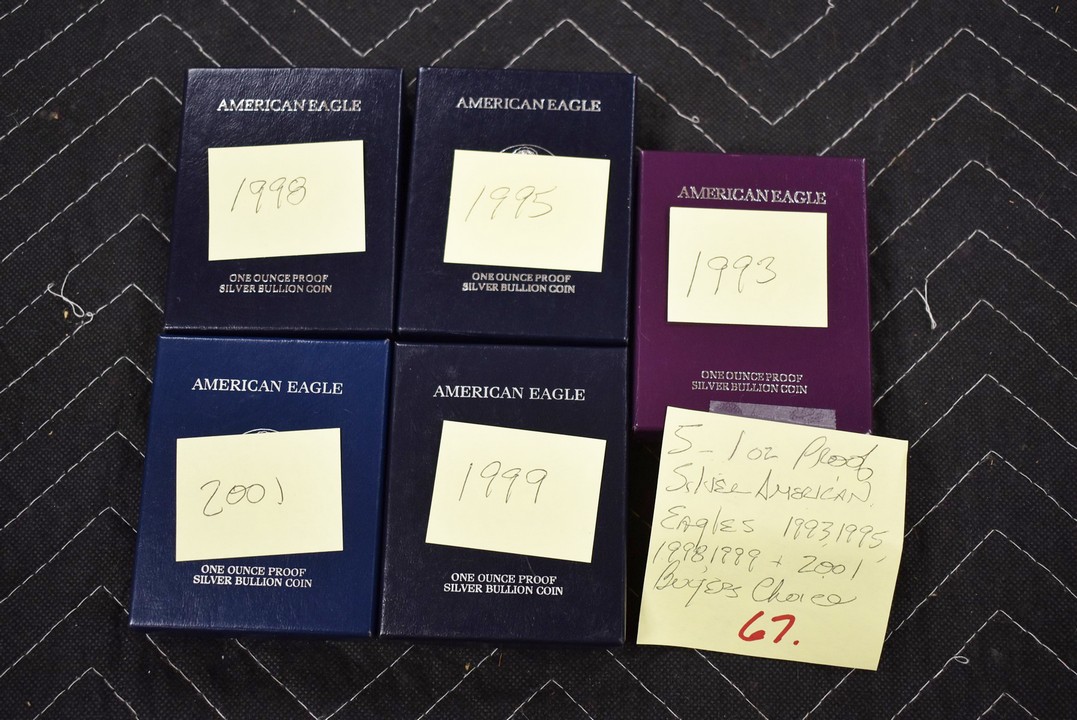 AMERICAN EAGLE
1998
ONE OUNCE PROOF
SILVER BULLION COIN
AMERICAN EAGLE
1995
ONE OUNCE PROOF
SILVER BULLION COIN
AMERICAN EAGLE
1993
ONE OUNCE PROOF
SILVER BULLION COIN
AMERICAN EAGLE
2001
ONE OUNCE PROOF
SILVER BULLION COIN
AMERICAN EAGLE
1999
ONE OUNCE PROOF
SILVER BULLION COIN
5 - 1 oz Proof
Silver American
Eagles 1993, 1995,
1998, 1999 + 2001
Buyers Choice
67.